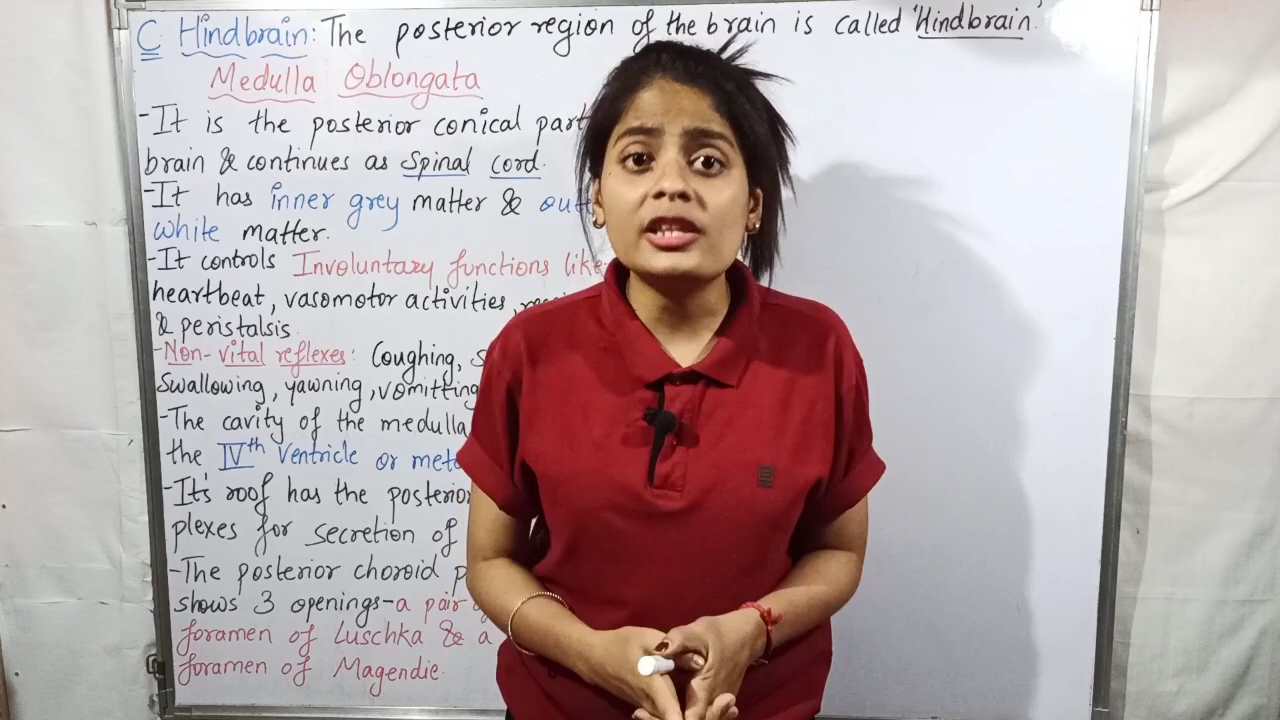 C. Hindbrain: The posterior region of the brain is called 'Hindbrain'.
Medulla Oblongata
-It is the posterior conical part
brain & continues as spinal cord.
-It has inner grey matter &
white matter.
-It controls Involuntary functions like
heartbeat, vasomotor activities,
& peristalsis.
-Non-vital reflexes: Coughing,
Swallowing, yawning, vomitting
-The cavity of the medulla
the IVth Ventricle or
-It's roof has the posterior
plexes for secretion of
-The posterior choroid
shows 3 openings-a pair
foramen of Luschka & a
foramen of Magendie.